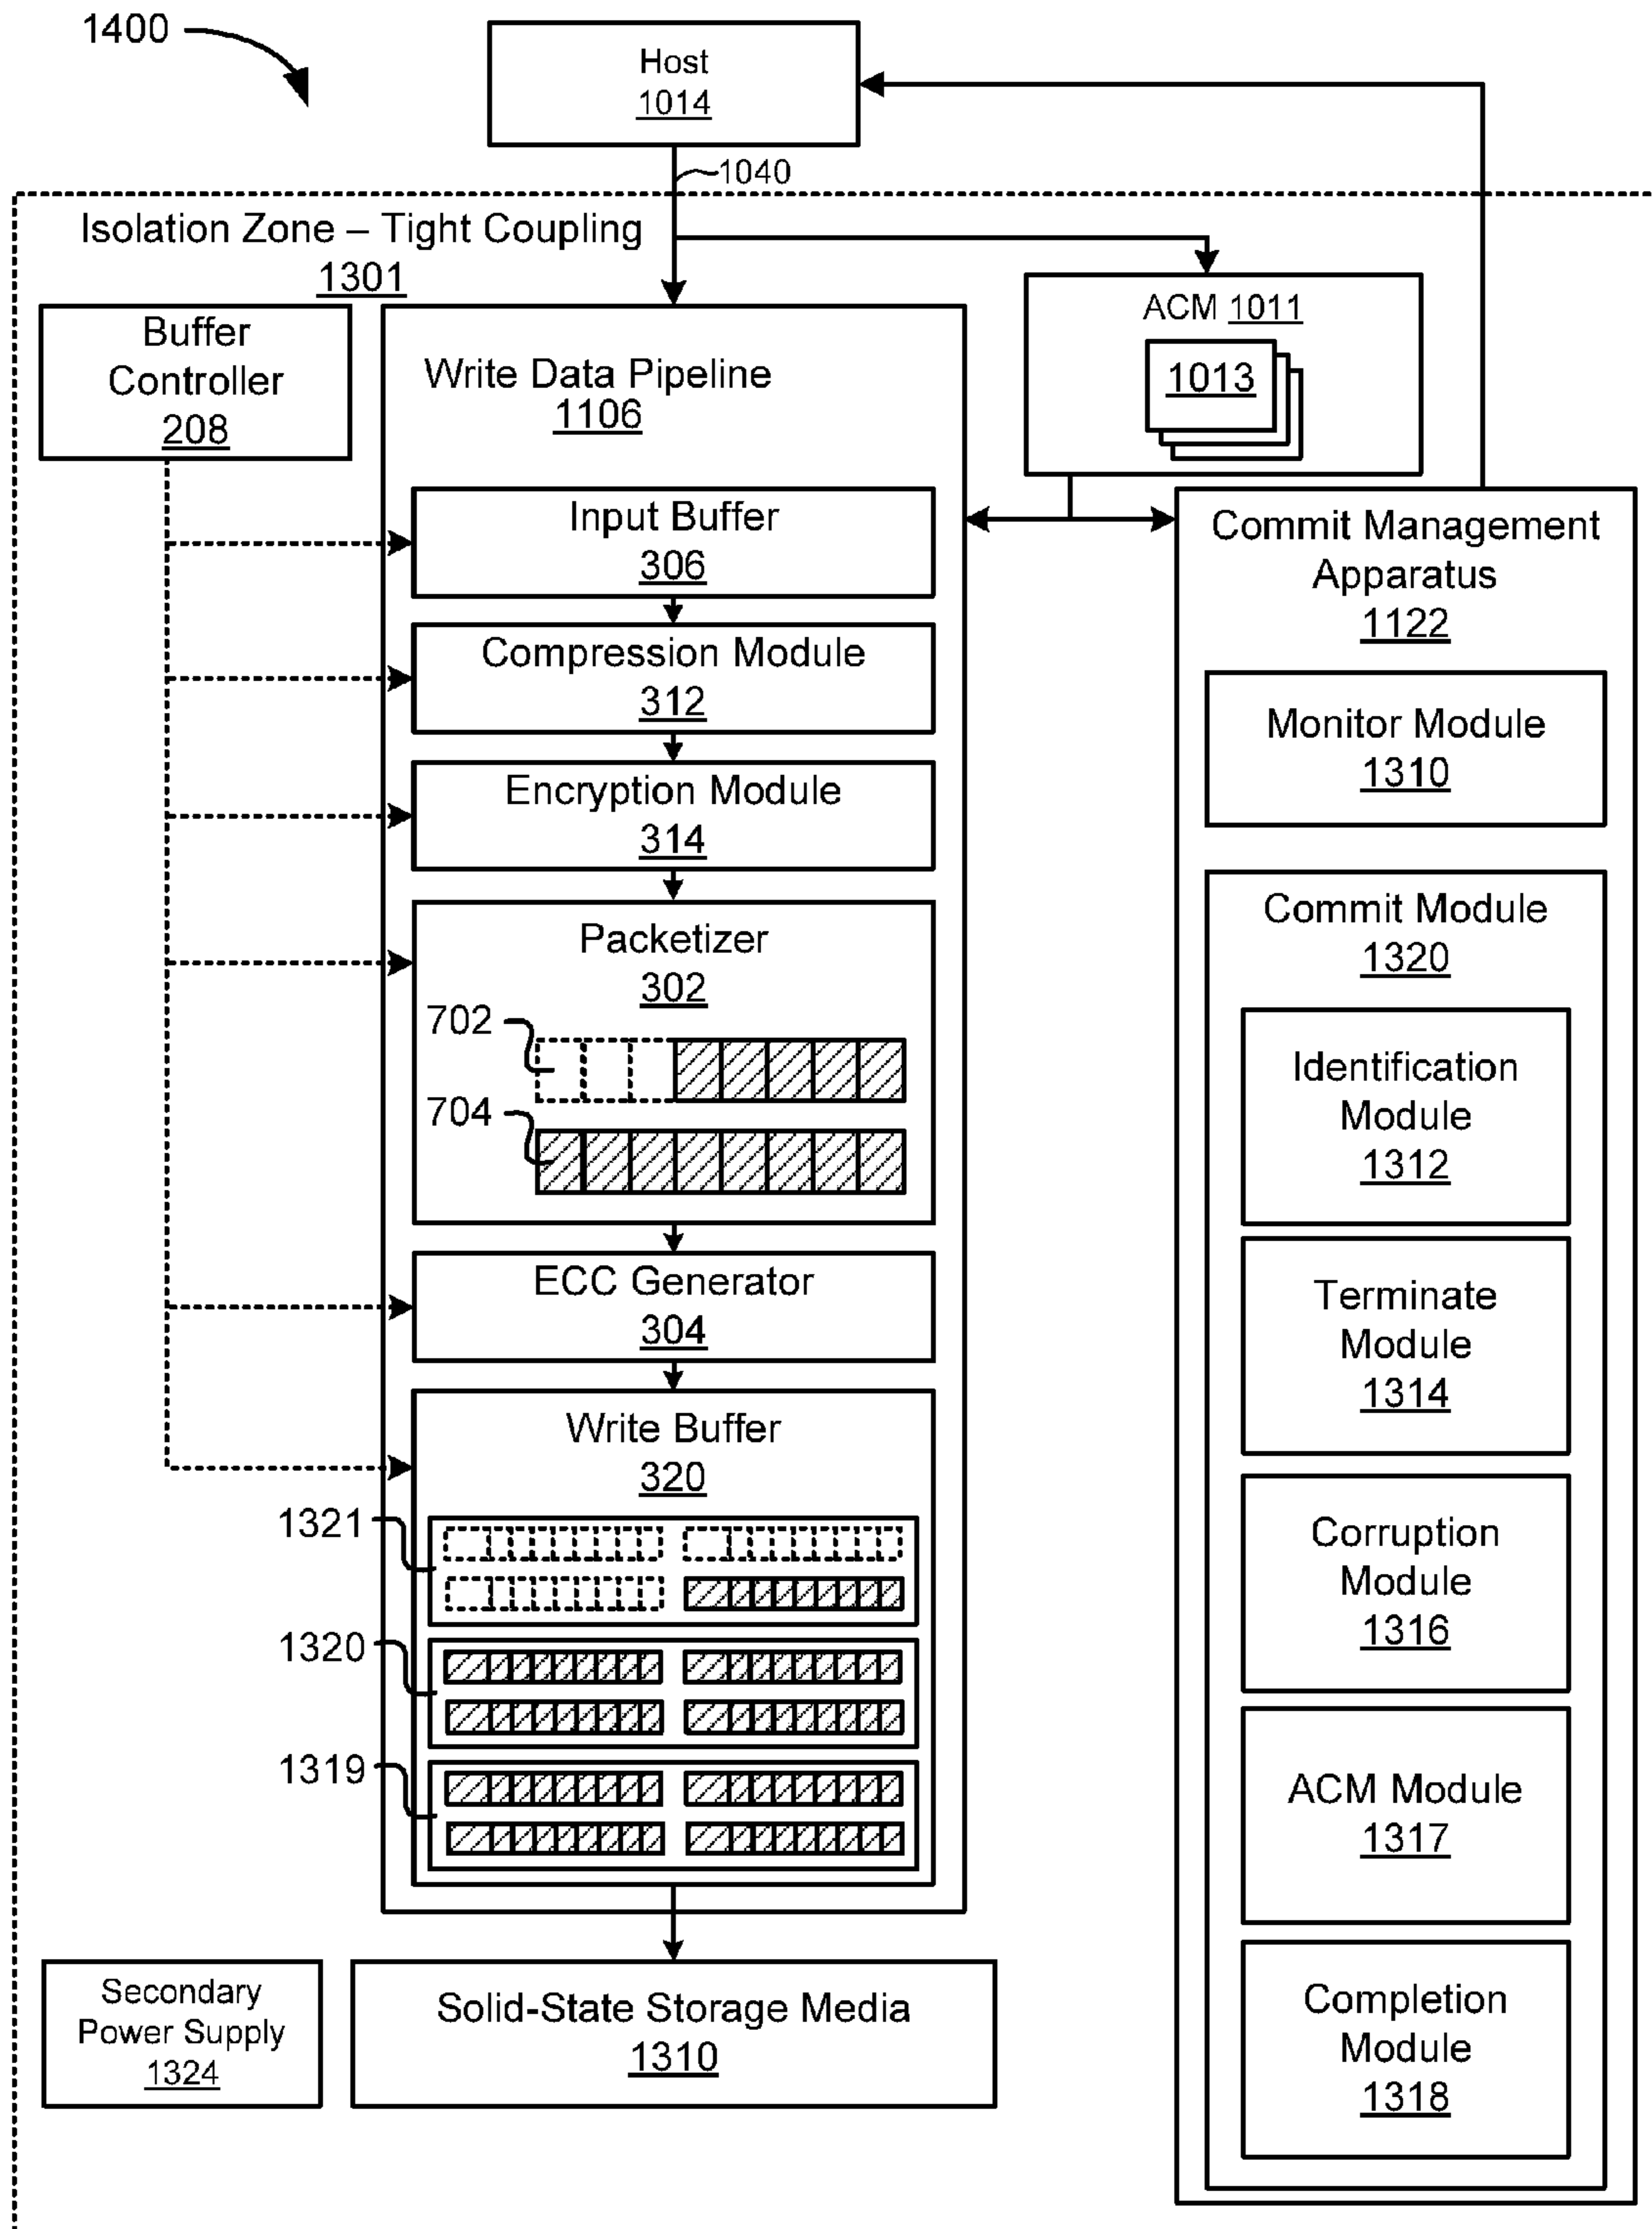 1400
Host
1014
1040
Isolation Zone – Tight Coupling
1301
Buffer
Controller
208
Write Data Pipeline
1106
ACM 1011
1013
Input Buffer
306
Compression Module
312
Encryption Module
314
Packetizer
302
702
704
ECC Generator
304
Write Buffer
320
1321
1320
1319
Commit Management
Apparatus
1122
Monitor Module
1310
Commit Module
1320
Identification
Module
1312
Terminate
Module
1314
Corruption
Module
1316
ACM Module
1317
Completion
Module
1318
Secondary
Power Supply
1324
Solid-State Storage Media
1310